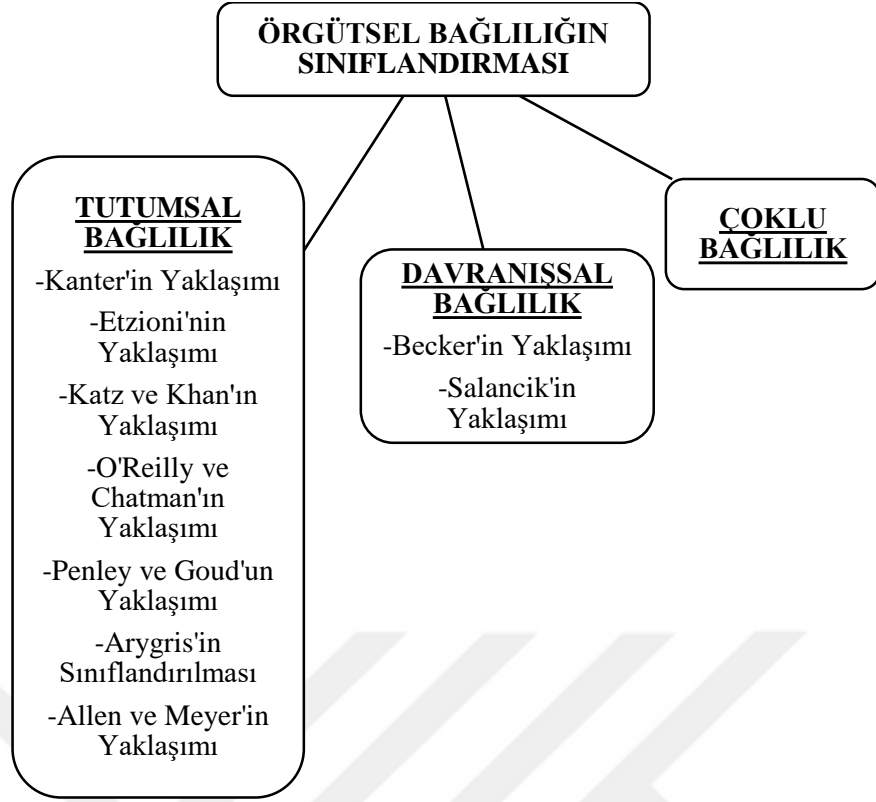 ÖRGÜTSEL BAĞLILIĞIN
SINIFLANDIRMASI
TUTUMSAL
BAĞLILIK
-Kanter'in Yaklaşımı
-Etzioni'nin
Yaklaşımı
-Katz ve Khan'ın
Yaklaşımı
-O'Reilly ve
Chatman'ın
Yaklaşımı
-Penley ve Goud'un
Yaklaşımı
-Arygris'in
Sınıflandırılması
-Allen ve Meyer'in
Yaklaşımı
DAVRANIŞSAL
BAĞLILIK
-Becker'in Yaklaşımı
-Salancik'in
Yaklaşımı
ÇOKLU
BAĞLILIK